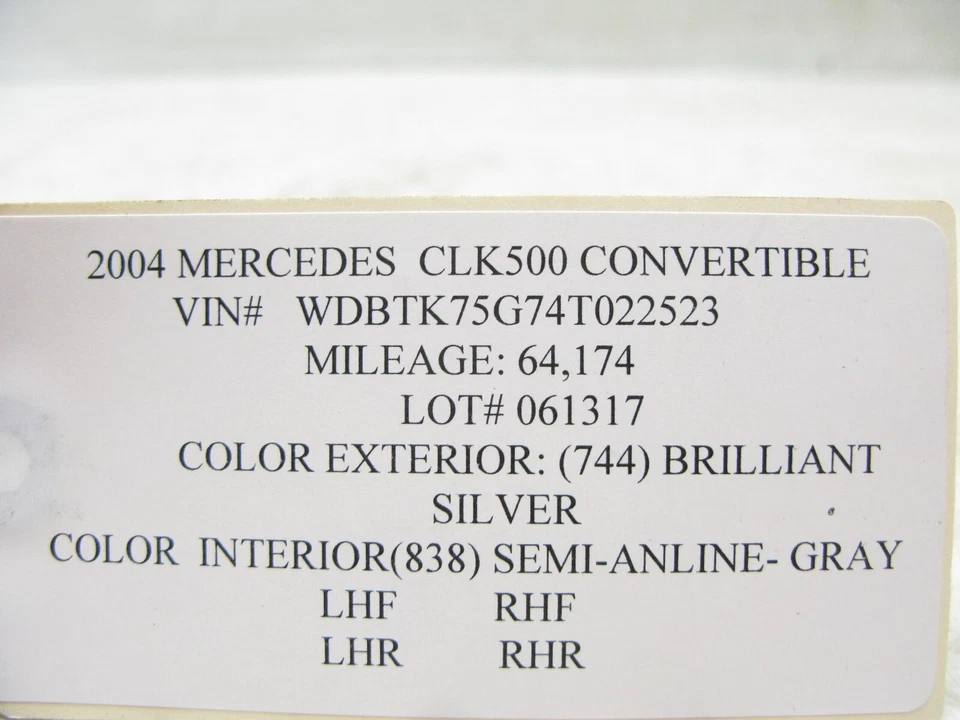 2004 MERCEDES CLK500 CONVERTIBLE
VIN# WDBTK75G74T022523
MILEAGE: 64,174
LOT# 061317
COLOR EXTERIOR: (744) BRILLIANT
SILVER
COLOR INTERIOR(838) SEMI-ANLINE- GRAY
LHF RHF
LHR RHR